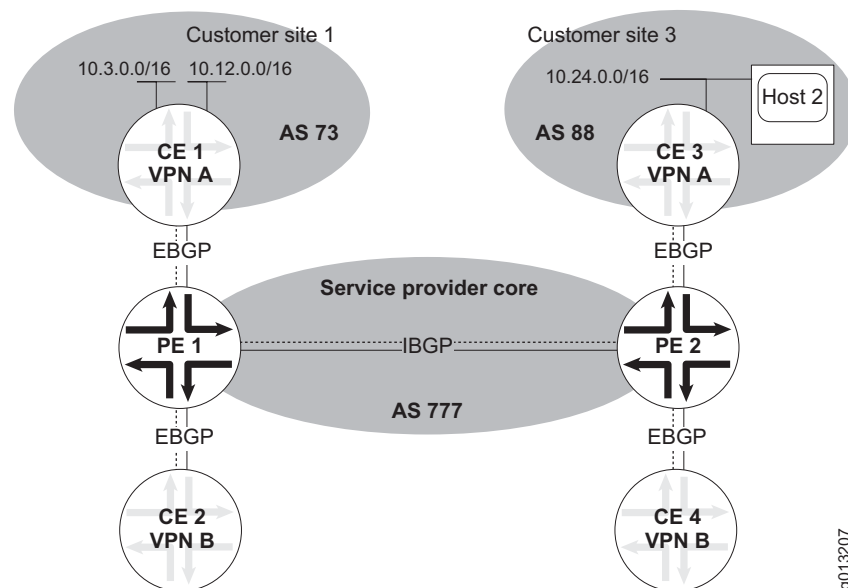 Customer site 1
10.3.0.0/16 10.12.0.0/16
AS 73
CE 1
VPN A
Customer site 3
10.24.0.0/16
Host 2
AS 88
CE 3
VPN A
EBGP
EBGP
Service provider core
PE 1
IBGP
PE 2
AS 777
EBGP
EBGP
CE 2
VPN B
CE 4
VPN B
g013207